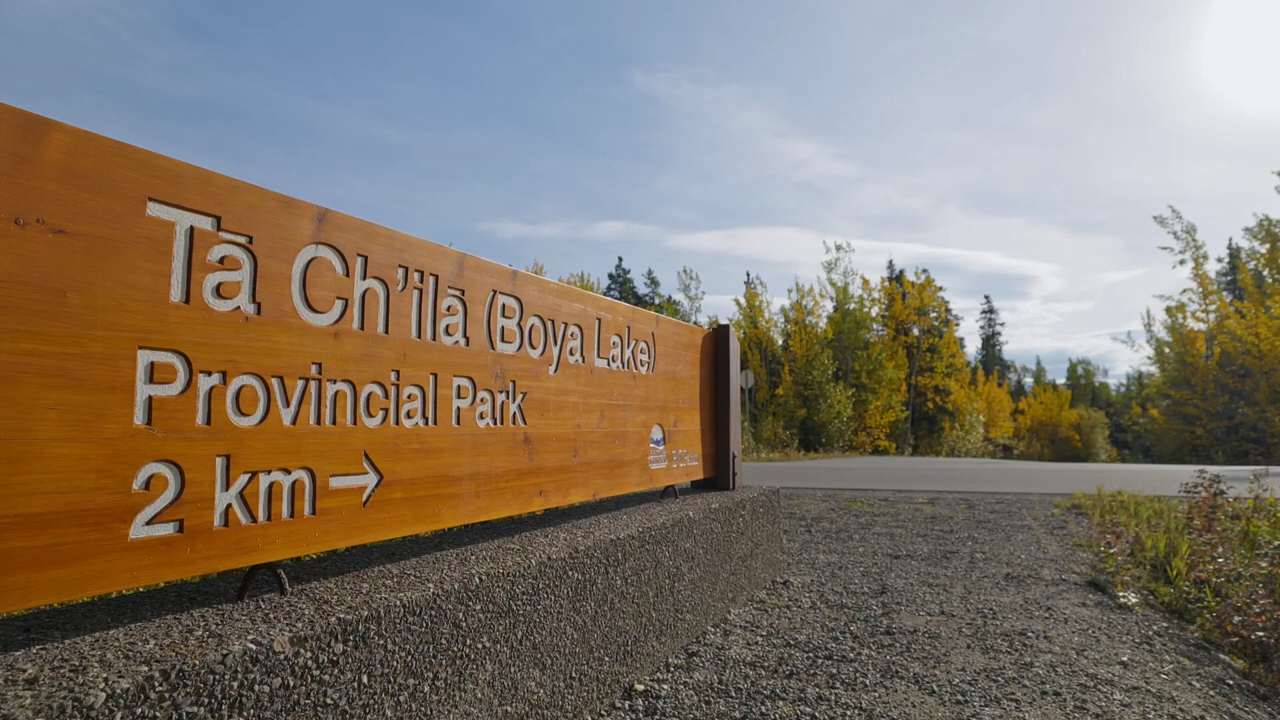 Tā Ch'ilā (Boya Lake)
Provincial Park
2 km →